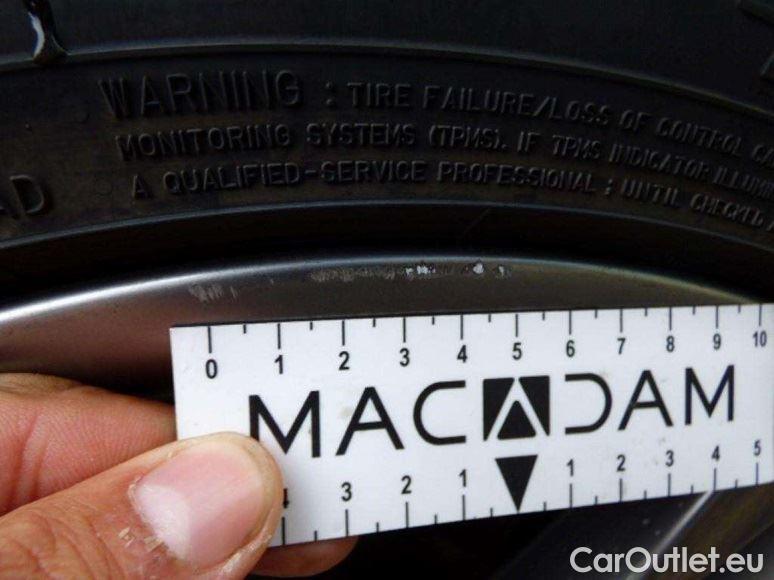 WARNING : TIRE FAILURE/LOSS OF CONTROL
MONITORING SYSTEMS (TPMS). IF TPMS INDICATOR
A QUALIFIED-SERVICE PROFESSIONAL ; UNTIL CHECKED
0 1 2 3 4 5 6 7 8 9 10
MACADAM
4 3 2 1 1 2 3 4 5
CarOutlet.eu